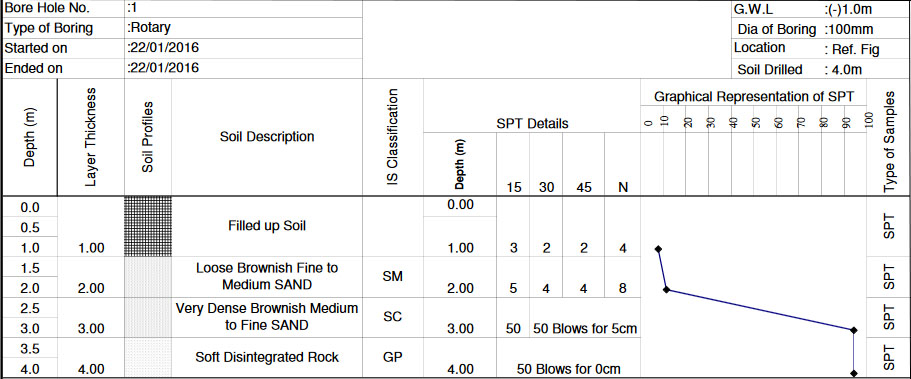 Bore Hole No. :1 G.W.L :(-)1.0m
Type of Boring :Rotary Dia of Boring :100mm
Started on :22/01/2016 Location : Ref. Fig
Ended on :22/01/2016 Soil Drilled : 4.0m
Depth (m) Layer Thickness Soil Profiles Soil Description IS Classification SPT Details Graphical Representation of SPT Type of Samples
Depth (m) 15 30 45 N 0 10 20 30 40 50 60 70 80 90 100
0.0 0.00
0.5 Filled up Soil SPT
1.0 1.00 1.00 3 2 2 4
1.5 Loose Brownish Fine to SM SPT
2.0 2.00 Medium SAND 2.00 5 4 4 8
2.5 Very Dense Brownish Medium SC SPT
3.0 3.00 to Fine SAND 3.00 50 50 Blows for 5cm
3.5 Soft Disintegrated Rock GP SPT
4.0 4.00 4.00 50 Blows for 0cm